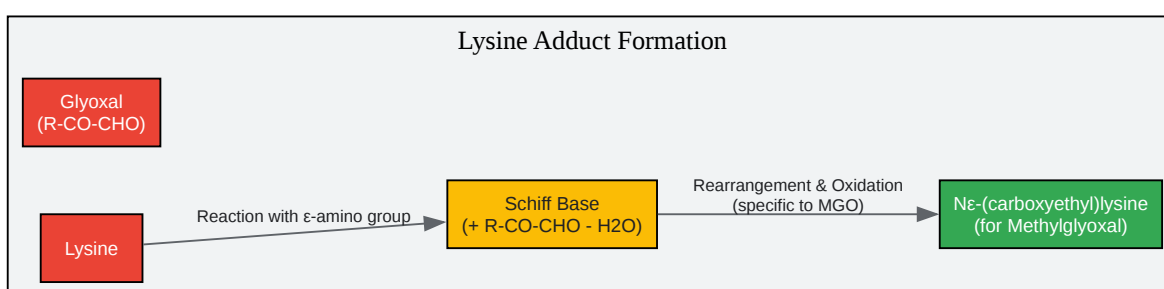 Lysine Adduct Formation
Glyoxal
(R-CO-CHO)
Lysine
Reaction with ε-amino group
Schiff Base
(+ R-CO-CHO - H2O)
Rearrangement & Oxidation
(specific to MGO)
Nε-(carboxyethyl)lysine
(for Methylglyoxal)